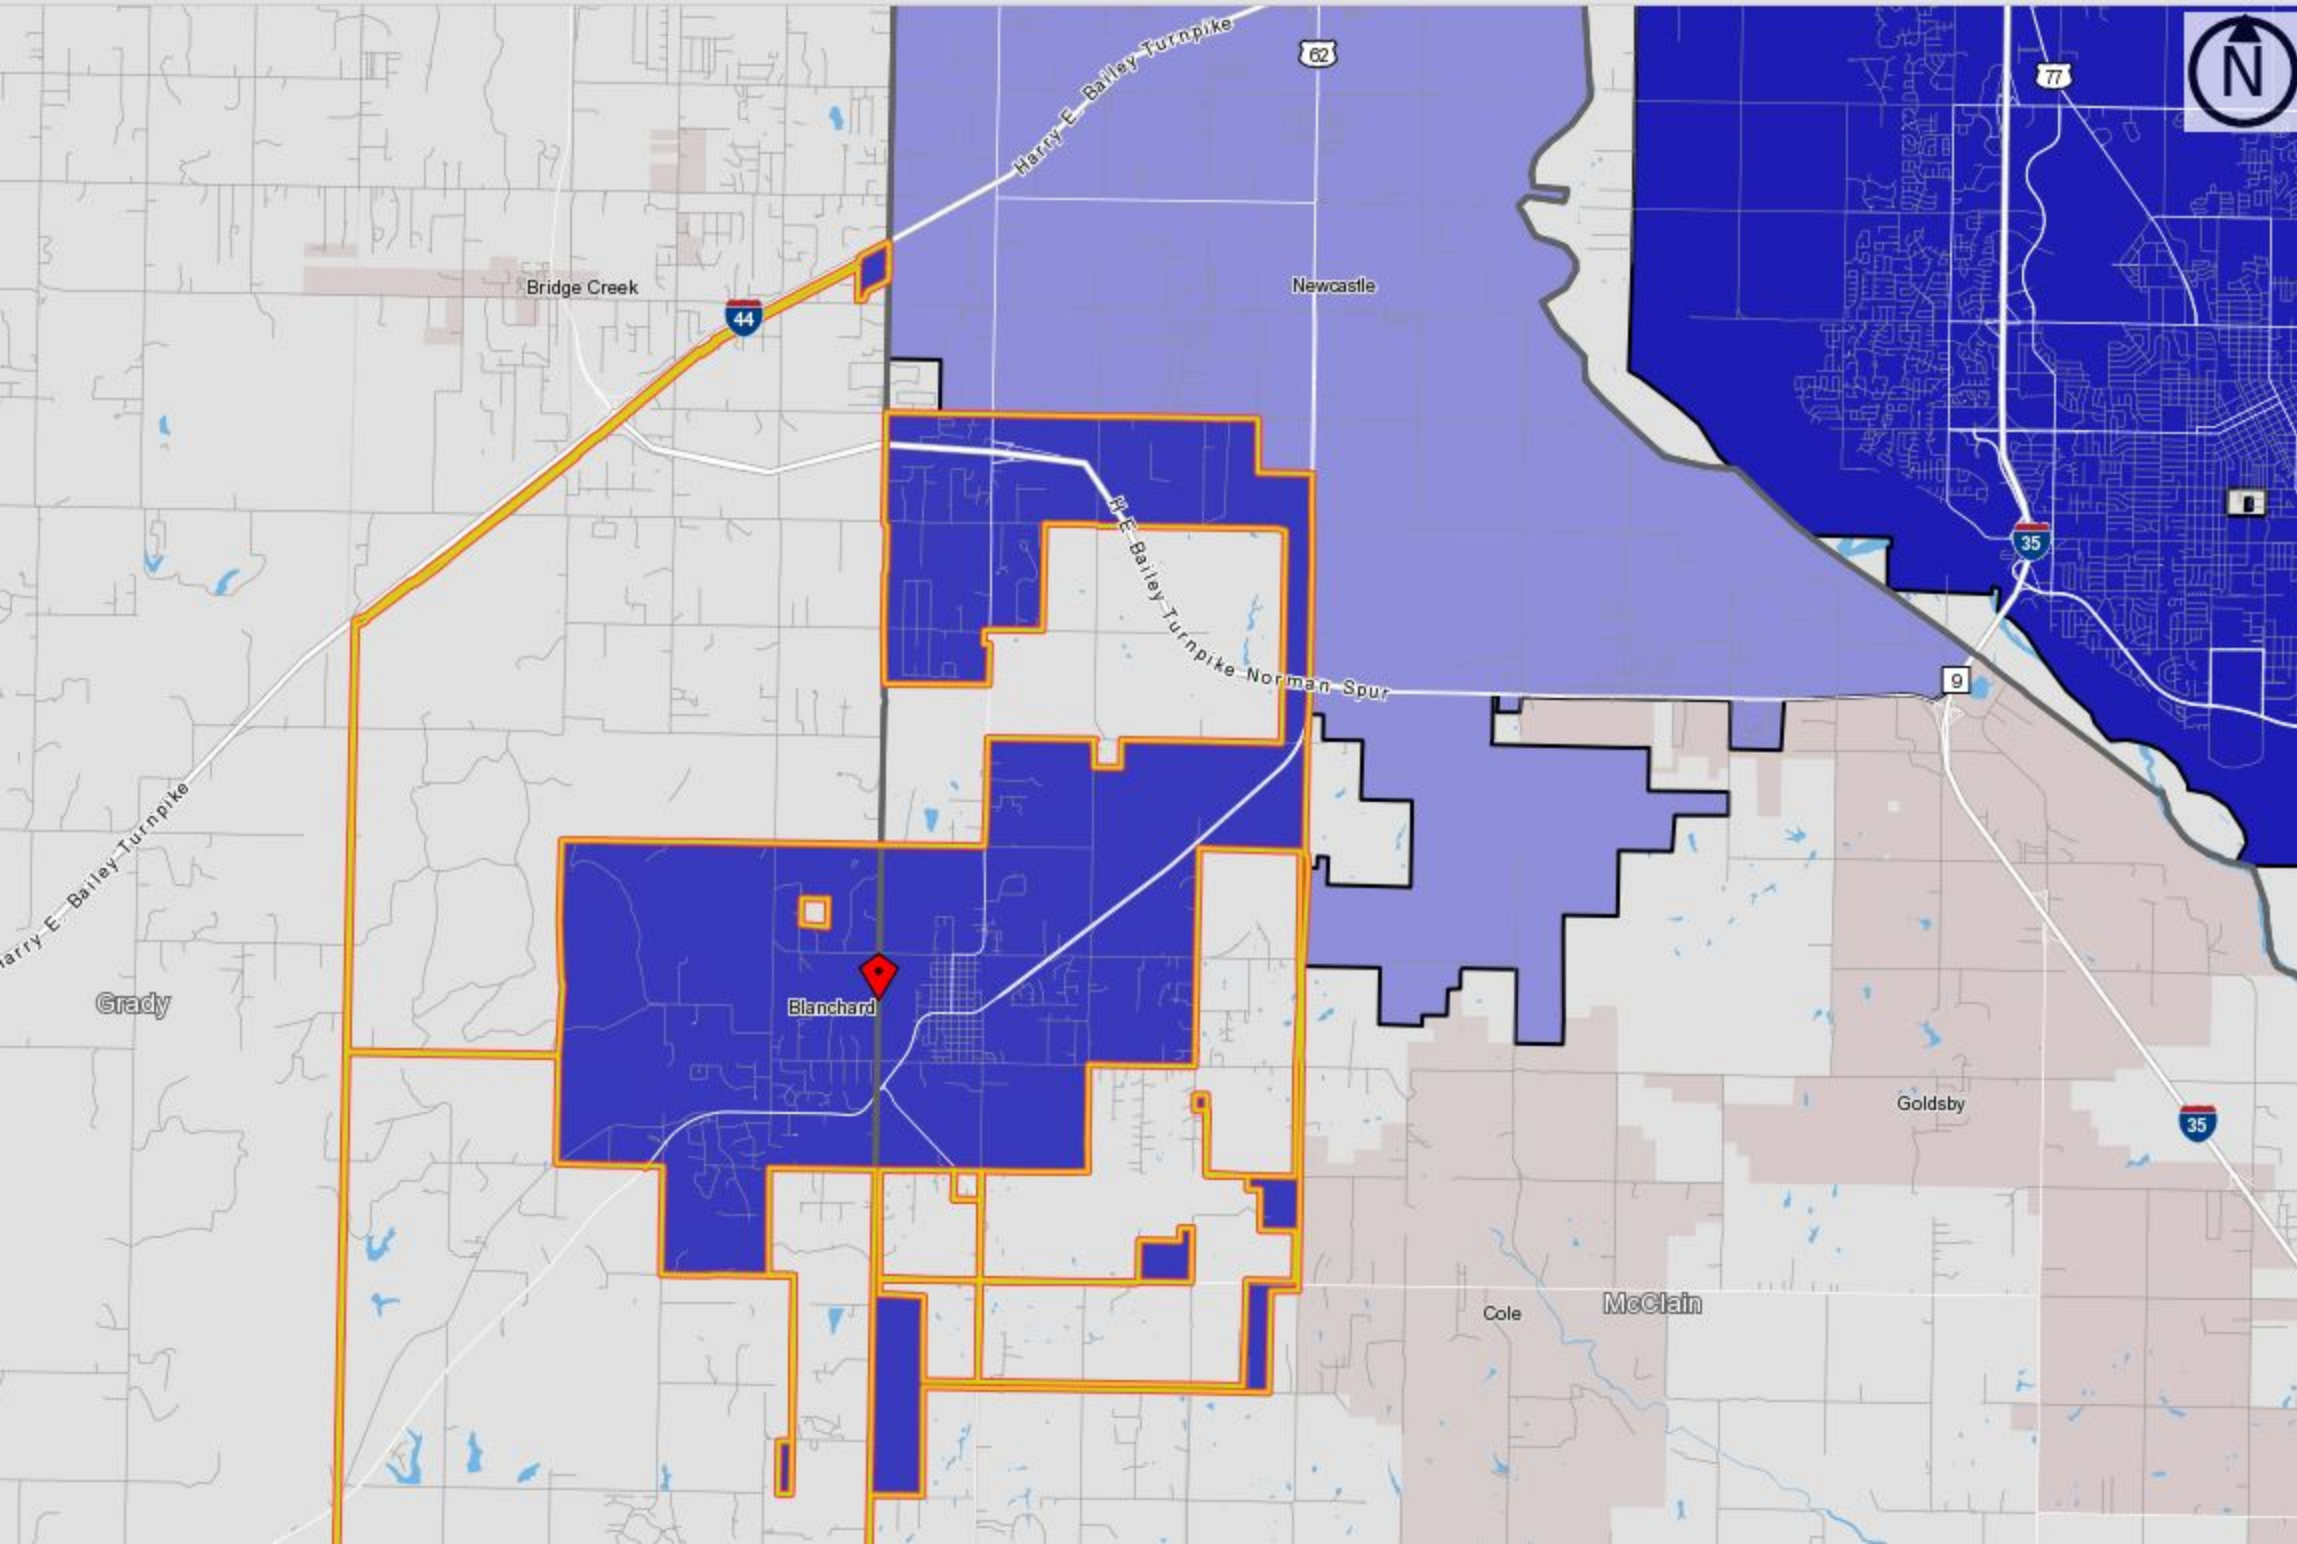 Harry E. Bailey Turnpike
62
77
N
Bridge Creek
Newcastle
44
H E Bailey Turnpike Norman Spur
35
9
Harry E. Bailey Turnpike
Grady
Blanchard
Goldsby
35
Cole
McClain